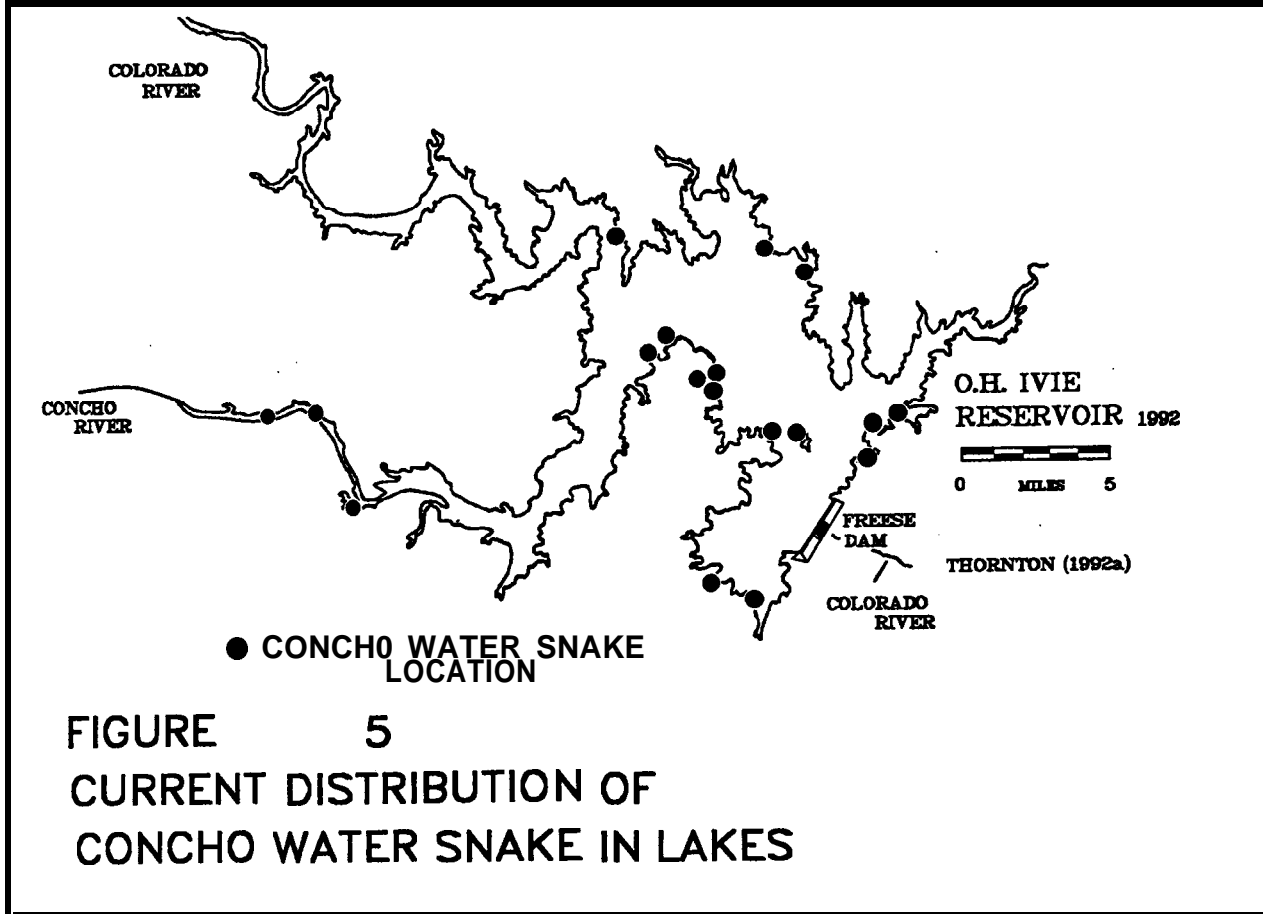 COLORADO
RIVER
CONCHO
RIVER
O.H. IVIE
RESERVOIR 1992
0 MILES 5
FREESE
DAM
THORNTON (1992a)
COLORADO
RIVER
CONCH0 WATER SNAKE
LOCATION
FIGURE 5
CURRENT DISTRIBUTION OF
CONCHO WATER SNAKE IN LAKES